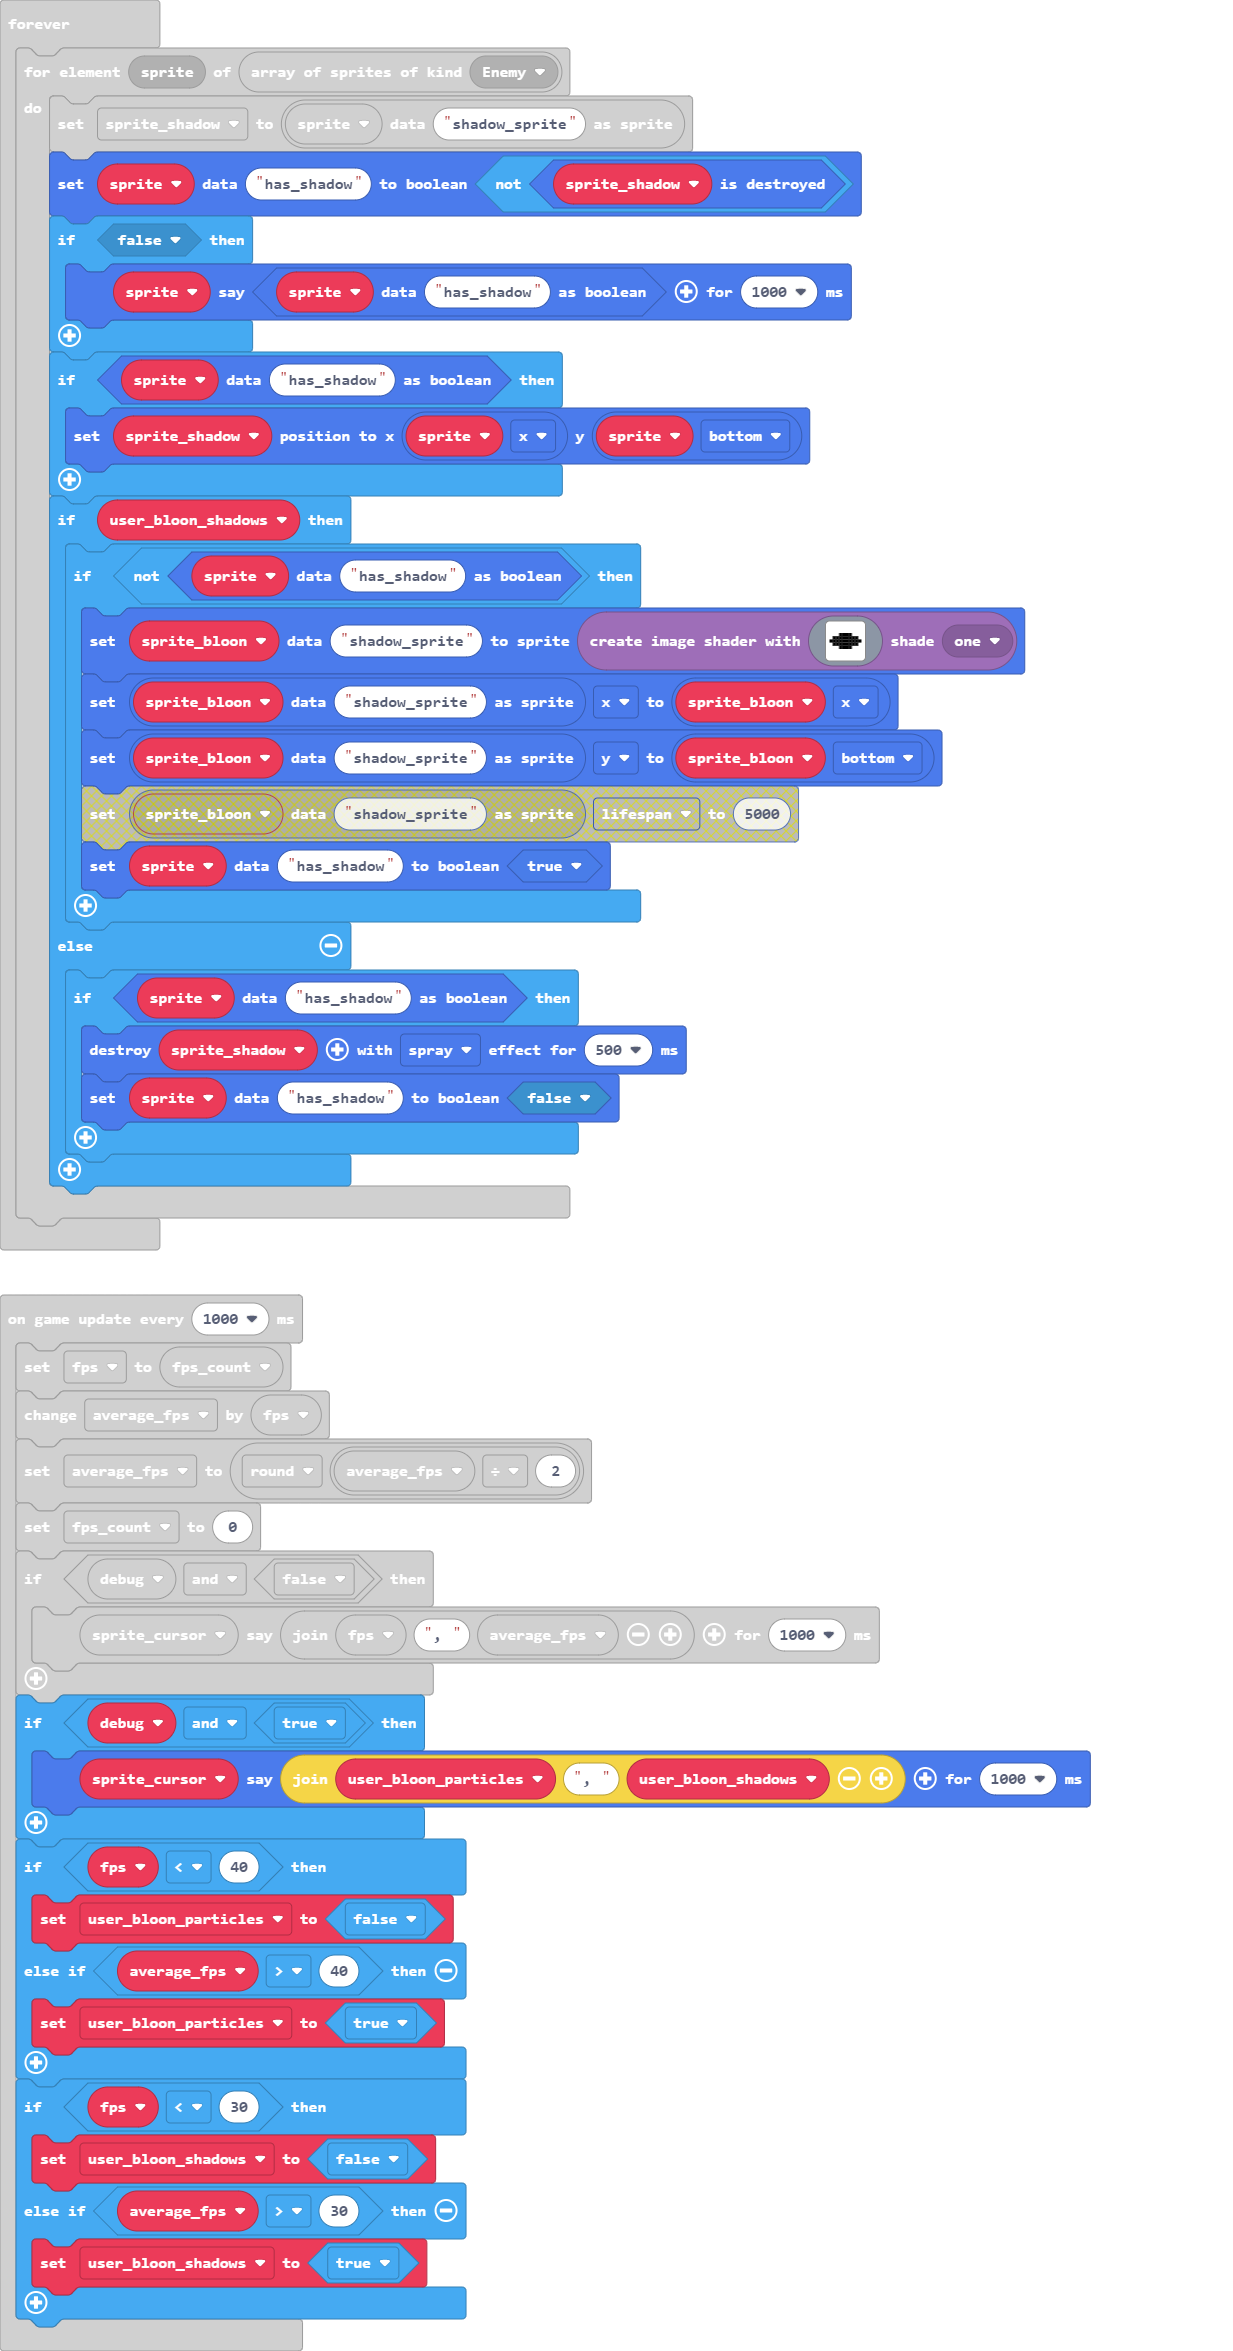 forever
for element sprite of array of sprites of kind Enemy
do
set sprite_shadow to sprite data "shadow_sprite" as sprite
set sprite data "has_shadow" to boolean not sprite_shadow is destroyed
if false then
sprite say sprite data "has_shadow" as boolean for 1000 ms
if sprite data "has_shadow" as boolean then
set sprite_shadow position to x sprite x y sprite bottom
if user_bloon_shadows then
if not sprite data "has_shadow" as boolean then
set sprite_bloon data "shadow_sprite" to sprite create image shader with shade one
set sprite_bloon data "shadow_sprite" as sprite x to sprite_bloon x
set sprite_bloon data "shadow_sprite" as sprite y to sprite_bloon bottom
set sprite_bloon data "shadow_sprite" as sprite lifespan to 5000
set sprite data "has_shadow" to boolean true
else
if sprite data "has_shadow" as boolean then
destroy sprite_shadow with spray effect for 500 ms
set sprite data "has_shadow" to boolean false
on game update every 1000 ms
set fps to fps_count
change average_fps by fps
set average_fps to round average_fps ÷ 2
set fps_count to 0
if debug and false then
sprite_cursor say join fps ", " average_fps for 1000 ms
if debug and true then
sprite_cursor say join user_bloon_particles ", " user_bloon_shadows for 1000 ms
if fps < 40 then
set user_bloon_particles to false
else if average_fps > 40 then
set user_bloon_particles to true
if fps < 30 then
set user_bloon_shadows to false
else if average_fps > 30 then
set user_bloon_shadows to true